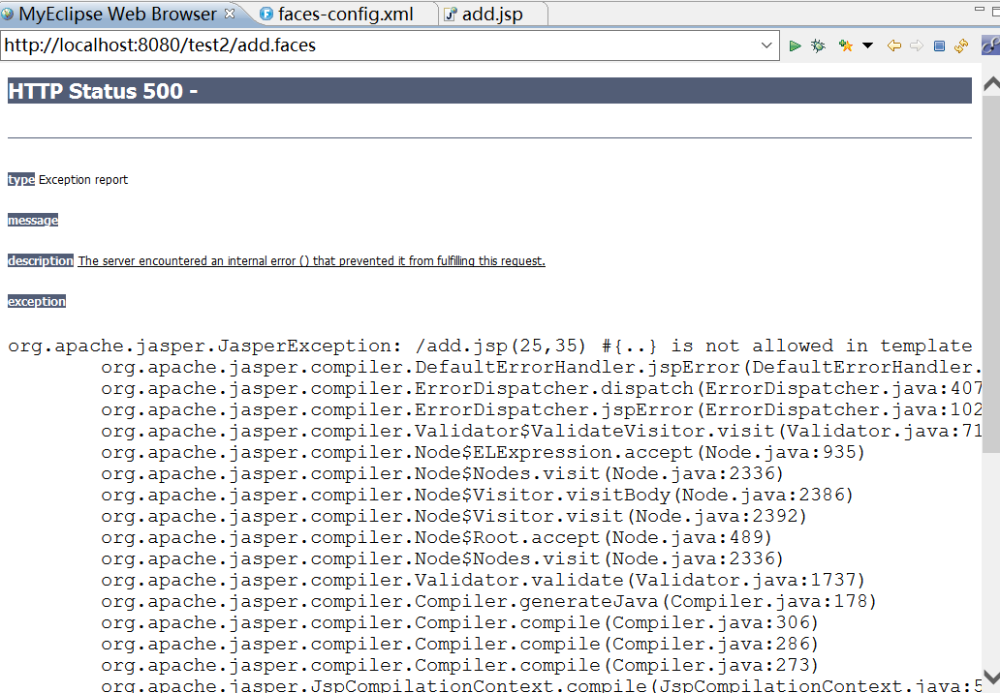 MyEclipse Web Browser faces-config.xml add.jsp
http://localhost:8080/test2/add.faces
HTTP Status 500 -
type Exception report
message
description The server encountered an internal error () that prevented it from fulfilling this request.
exception
org.apache.jasper.JasperException: /add.jsp(25,35) #{..} is not allowed in template
org.apache.jasper.compiler.DefaultErrorHandler.jspError(DefaultErrorHandler.
org.apache.jasper.compiler.ErrorDispatcher.dispatch(ErrorDispatcher.java:407
org.apache.jasper.compiler.ErrorDispatcher.jspError(ErrorDispatcher.java:102
org.apache.jasper.compiler.Validator$ValidateVisitor.visit(Validator.java:71
org.apache.jasper.compiler.Node$ELExpression.accept(Node.java:935)
org.apache.jasper.compiler.Node$Nodes.visit(Node.java:2336)
org.apache.jasper.compiler.Node$Visitor.visitBody(Node.java:2386)
org.apache.jasper.compiler.Node$Visitor.visit(Node.java:2392)
org.apache.jasper.compiler.Node$Root.accept(Node.java:489)
org.apache.jasper.compiler.Node$Nodes.visit(Node.java:2336)
org.apache.jasper.compiler.Validator.validate(Validator.java:1737)
org.apache.jasper.compiler.Compiler.generateJava(Compiler.java:178)
org.apache.jasper.compiler.Compiler.compile(Compiler.java:306)
org.apache.jasper.compiler.Compiler.compile(Compiler.java:286)
org.apache.jasper.compiler.Compiler.compile(Compiler.java:273)
org.apache.jasper.JspCompilationContext.compile(JspCompilationContext.java:5